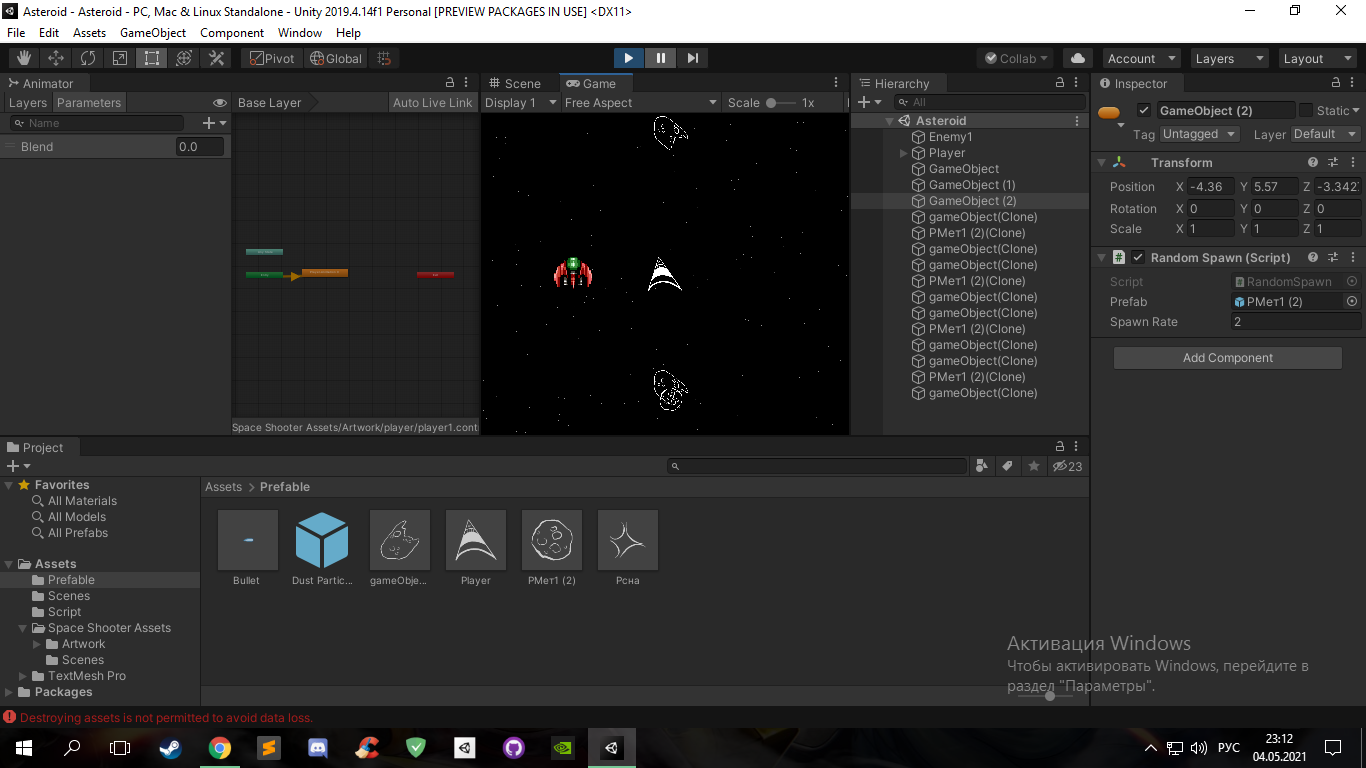 Asteroid - Asteroid - PC, Mac & Linux Standalone - Unity 2019.4.14f1 Personal [PREVIEW PACKAGES IN USE] <DX11>
File Edit Assets GameObject Component Window Help
Pivot Global Collab Account Layers Layout
Animator
Layers Parameters Base Layer Auto Live Link
Name
Blend 0.0
Space Shooter Assets/Artwork/player/player1.cont
Scene Game
Display 1 Free Aspect Scale 1x
Hierarchy
All
Asteroid
Enemy1
Player
GameObject
GameObject (1)
GameObject (2)
gameObject(Clone)
PMет1 (2)(Clone)
gameObject(Clone)
gameObject(Clone)
PMет1 (2)(Clone)
gameObject(Clone)
gameObject(Clone)
PMет1 (2)(Clone)
gameObject(Clone)
gameObject(Clone)
PMет1 (2)(Clone)
gameObject(Clone)
Inspector
GameObject (2) Static
Tag Untagged Layer Default
Transform
Position X -4.36 Y 5.57 Z -3.342
Rotation X 0 Y 0 Z 0
Scale X 1 Y 1 Z 1
Random Spawn (Script)
Script RandomSpawn
Prefab PMет1 (2)
Spawn Rate 2
Add Component
Project
23
Favorites
All Materials
All Models
All Prefabs
Assets
Prefable
Scenes
Script
Space Shooter Assets
Artwork
Scenes
TextMesh Pro
Packages
Assets > Prefable
Bullet Dust Partic... gameObje... Player PMет1 (2) Pсна
Активация Windows
Чтобы активировать Windows, перейдите в
раздел "Параметры".
Destroying assets is not permitted to avoid data loss.
РУС
23:12
04.05.2021